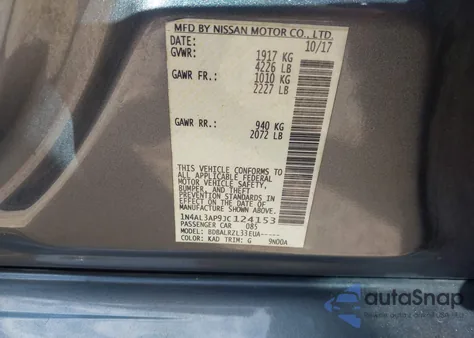 MFD BY NISSAN MOTOR CO., LTD.
DATE: 10/17
GVWR: 1917 KG
4226 LB
GAWR FR.: 1010 KG
2227 LB
GAWR RR.: 940 KG
2072 LB
THIS VEHICLE CONFORMS TO
ALL APPLICABLE FEDERAL
MOTOR VEHICLE SAFETY,
BUMPER, AND THEFT
PREVENTION STANDARDS IN
EFFECT ON THE DATE OF
MANUFACTURE SHOWN ABOVE.
1N4AL3AP9JC124153
PASSENGER CAR 085
MODEL: BDBALRZL33EUA-----
COLOR: KAD TRIM: G 9N00A
autoSnap